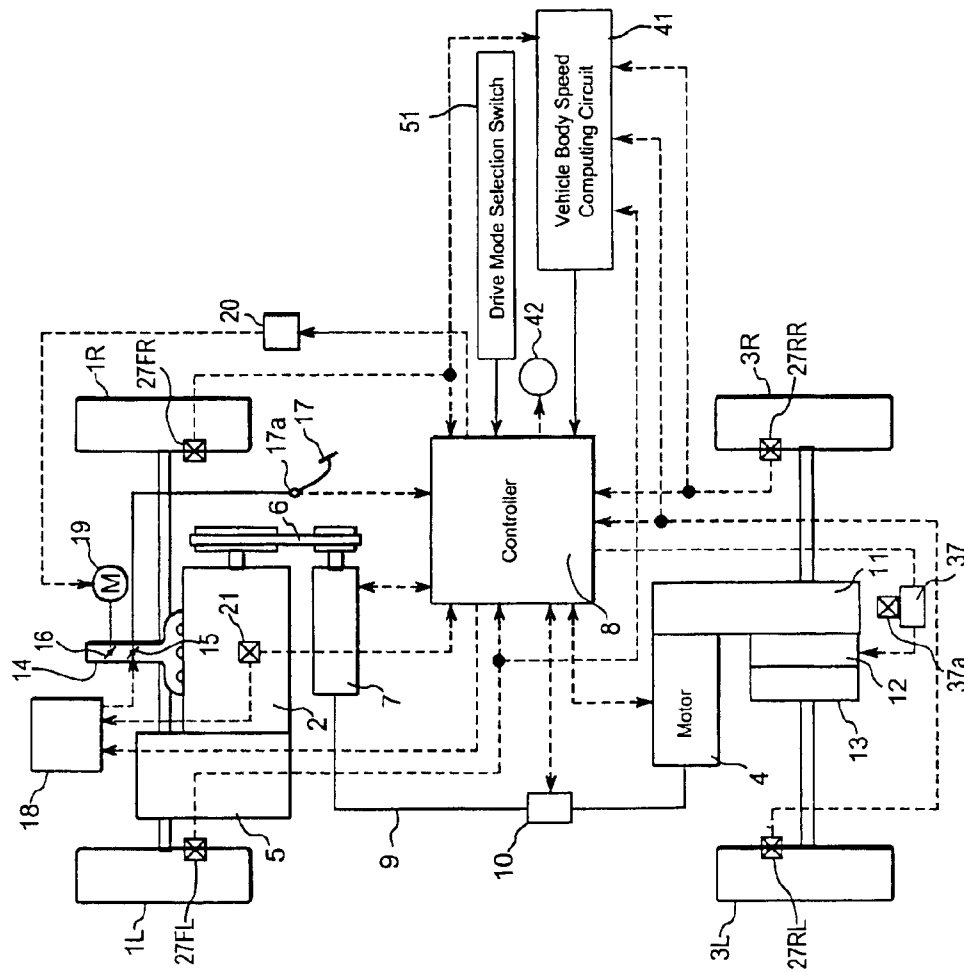 1L
27FL
5
18
14
16
19
M
2
21
15
7
6
17a
17
1R
27FR
20
51
Drive Mode Selection Switch
Vehicle Body Speed
Computing Circuit
41
42
Controller
8
9
10
Motor
4
11
12
13
37
37a
3L
27RL
3R
27RR